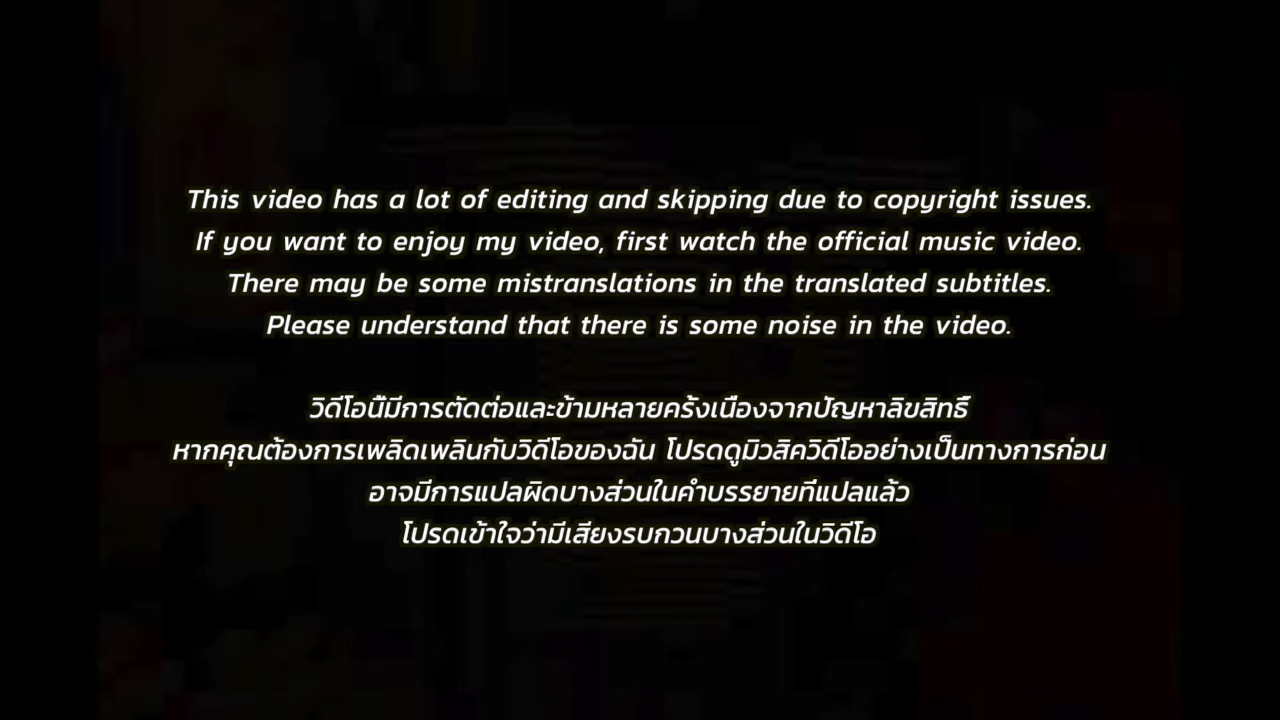 This video has a lot of editing and skipping due to copyright issues.
If you want to enjoy my video, first watch the official music video.
There may be some mistranslations in the translated subtitles.
Please understand that there is some noise in the video.
วิดีโอนี้มีการตัดต่อและข้ามหลายครั้งเนื่องจากปัญหาลิขสิทธิ์
หากคุณต้องการเพลิดเพลินกับวิดีโอของฉัน โปรดดูมิวสิควิดีโออย่างเป็นทางการก่อน
อาจมีการแปลผิดบางส่วนในคำบรรยายที่แปลแล้ว
โปรดเข้าใจว่ามีเสียงรบกวนบางส่วนในวิดีโอ